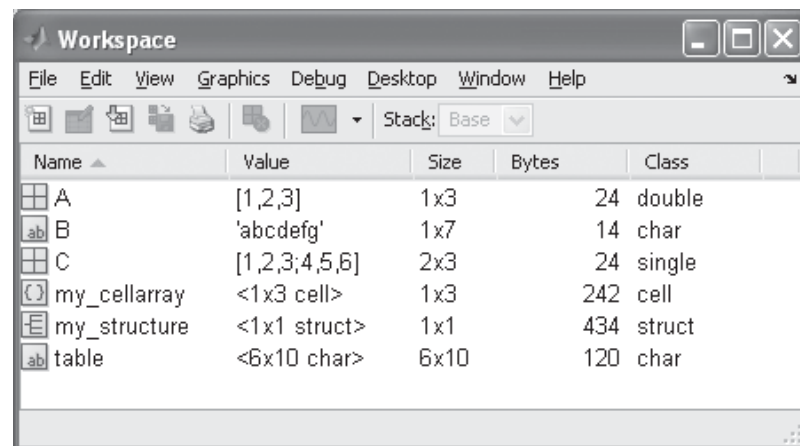 Workspace
File Edit View Graphics Debug Desktop Window Help
Stack: Base
Name Value Size Bytes Class
A [1,2,3] 1x3 24 double
ab B 'abcdefg' 1x7 14 char
C [1,2,3;4,5,6] 2x3 24 single
{} my_cellarray <1x3 cell> 1x3 242 cell
my_structure <1x1 struct> 1x1 434 struct
ab table <6x10 char> 6x10 120 char